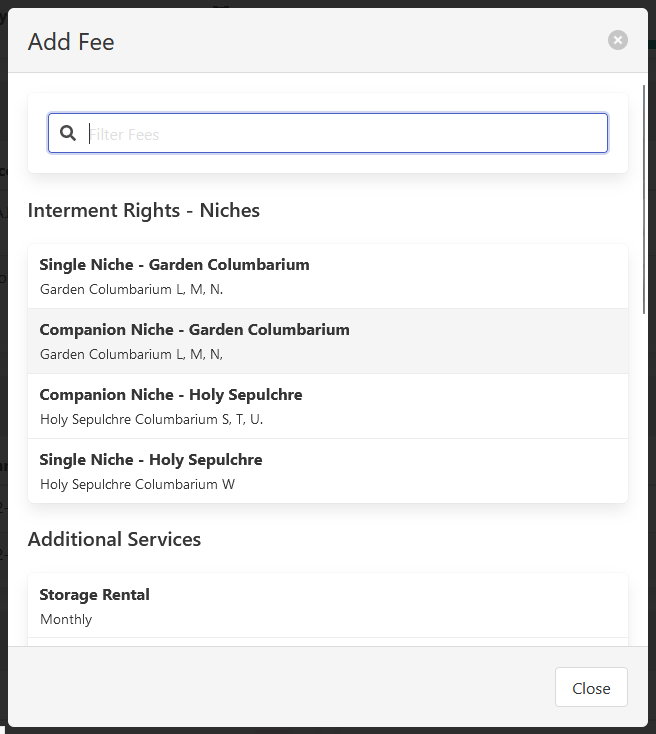 Add Fee
Filter Fees
Interment Rights - Niches
Single Niche - Garden Columbarium
Garden Columbarium L, M, N.
Companion Niche - Garden Columbarium
Garden Columbarium L, M, N,
Companion Niche - Holy Sepulchre
Holy Sepulchre Columbarium S, T, U.
Single Niche - Holy Sepulchre
Holy Sepulchre Columbarium W
Additional Services
Storage Rental
Monthly
Close